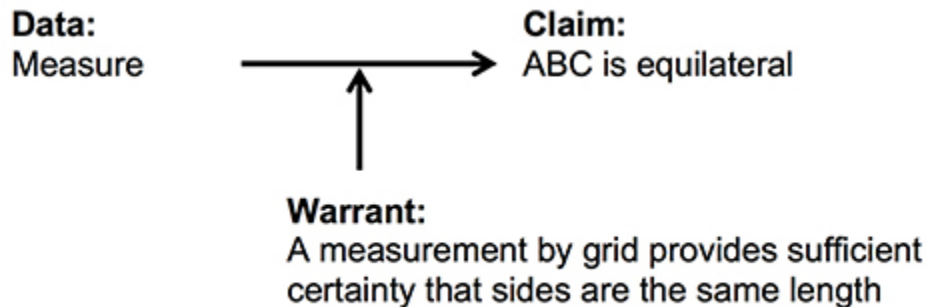 Data:
Measure
Claim:
ABC is equilateral
Warrant:
A measurement by grid provides sufficient
certainty that sides are the same length